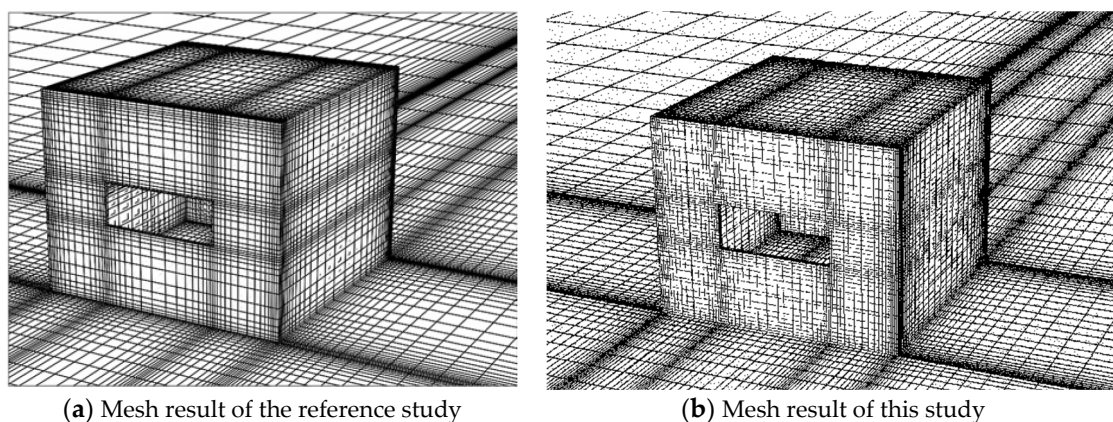 (a) Mesh result of the reference study
(b) Mesh result of this study